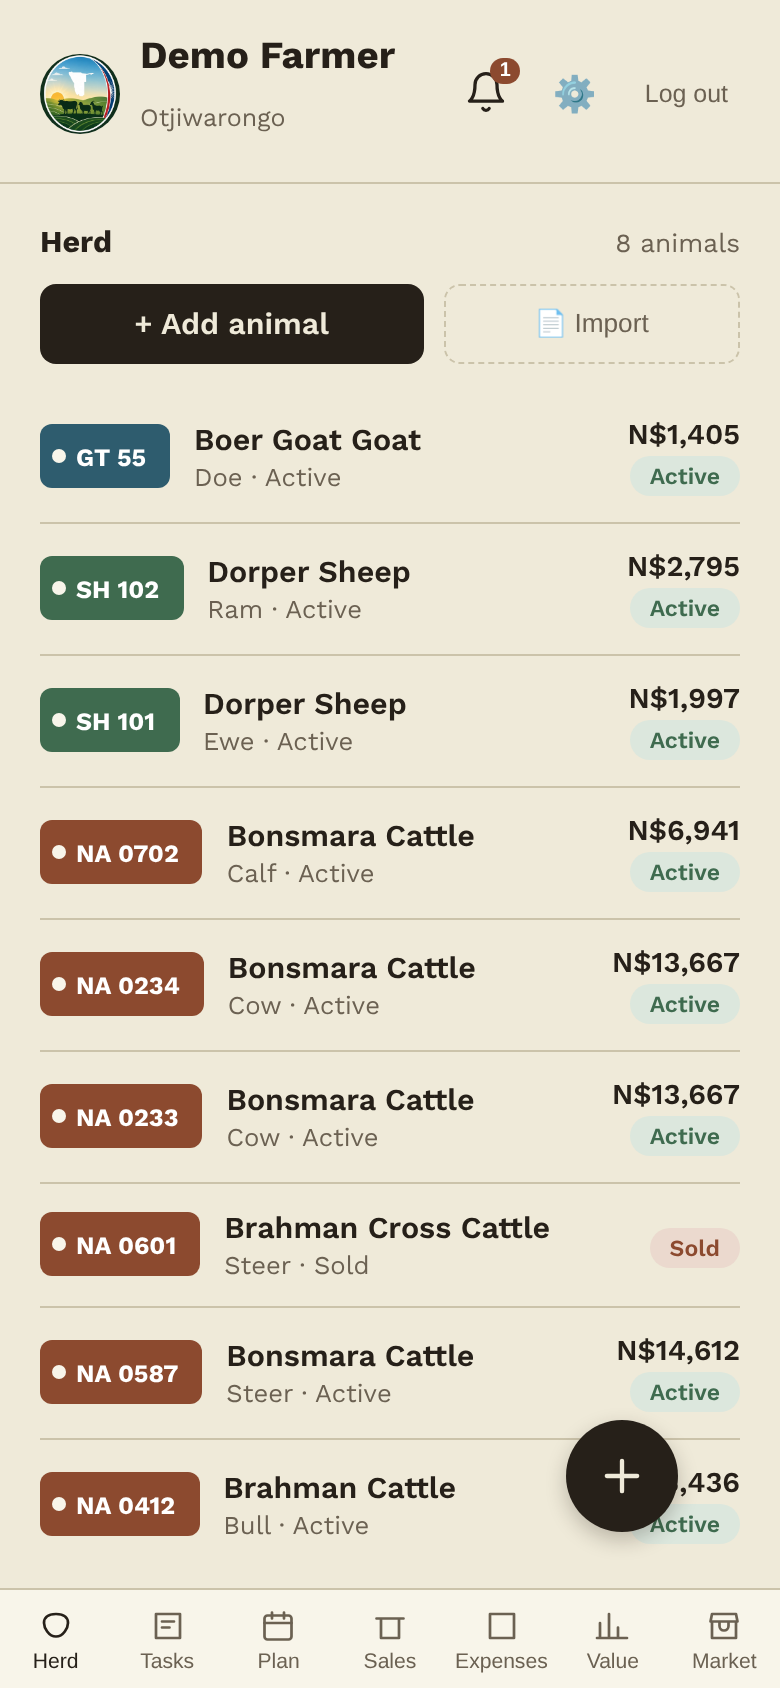 Demo Farmer
Otjiwarongo
1
Log out
Herd
8 animals
+ Add animal
Import
GT 55
Boer Goat Goat
Doe · Active
N$1,405
Active
SH 102
Dorper Sheep
Ram · Active
N$2,795
Active
SH 101
Dorper Sheep
Ewe · Active
N$1,997
Active
NA 0702
Bonsmara Cattle
Calf · Active
N$6,941
Active
NA 0234
Bonsmara Cattle
Cow · Active
N$13,667
Active
NA 0233
Bonsmara Cattle
Cow · Active
N$13,667
Active
NA 0601
Brahman Cross Cattle
Steer · Sold
Sold
NA 0587
Bonsmara Cattle
Steer · Active
N$14,612
Active
NA 0412
Brahman Cattle
Bull · Active
Active
Herd
Tasks
Plan
Sales
Expenses
Value
Market